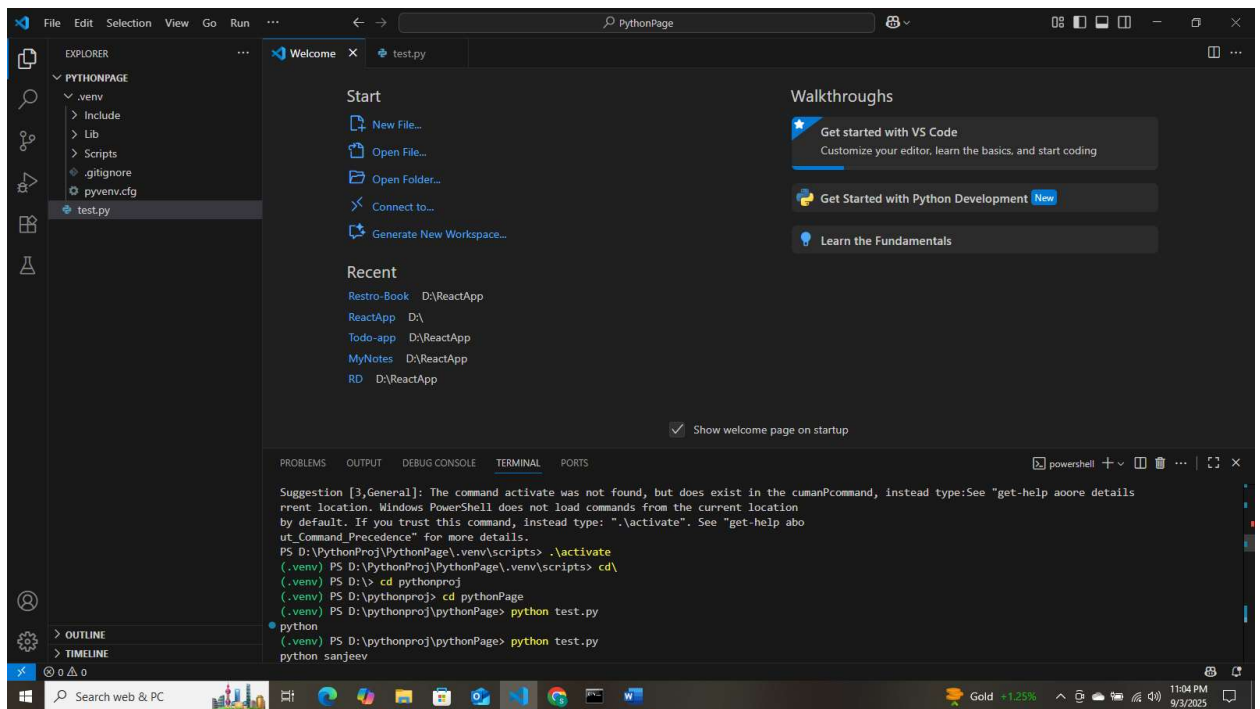 File Edit Selection View Go Run ...
PythonPage
EXPLORER ...
PYTHONPAGE
.venv
Include
Lib
Scripts
.gitignore
pyvenv.cfg
test.py
Welcome
test.py
Start
New File...
Open File...
Open Folder...
Connect to...
Generate New Workspace...
Recent
Restro-Book D:\ReactApp
ReactApp D:\
Todo-app D:\ReactApp
MyNotes D:\ReactApp
RD D:\ReactApp
Walkthroughs
Get started with VS Code
Customize your editor, learn the basics, and start coding
Get Started with Python Development New
Learn the Fundamentals
Show welcome page on startup
PROBLEMS OUTPUT DEBUG CONSOLE TERMINAL PORTS
powershell
Suggestion [3,General]: The command activate was not found, but does exist in the cumanPcommand, instead type:See "get-help aoore details
rrent location. Windows PowerShell does not load commands from the current location
by default. If you trust this command, instead type: ".\activate". See "get-help abo
ut_Command_Precedence" for more details.
PS D:\PythonProj\PythonPage\.venv\scripts> .\activate
(.venv) PS D:\PythonProj\PythonPage\.venv\scripts> cd\
(.venv) PS D:\> cd pythonproj
(.venv) PS D:\pythonproj> cd pythonPage
(.venv) PS D:\pythonproj\pythonPage> python test.py
python
(.venv) PS D:\pythonproj\pythonPage> python test.py
python sanjeev
OUTLINE
TIMELINE
0 0
Search web & PC
Gold +1.25%
11:04 PM
9/3/2025